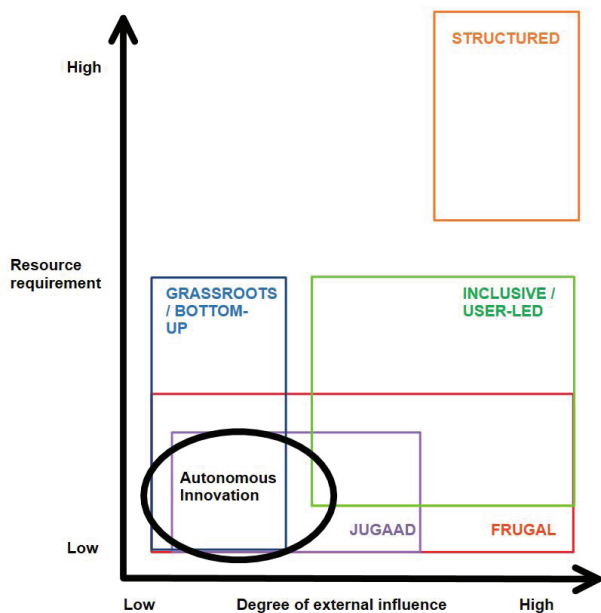 STRUCTURED
High
Resource
requirement
GRASSROOTS
/ BOTTOM-
UP
INCLUSIVE /
USER-LED
Autonomous
Innovation
JUGAAD
FRUGAL
Low
Low
Degree of external influence
High